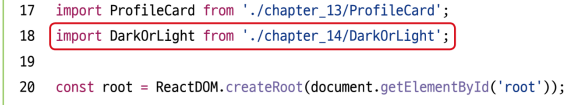 17 import ProfileCard from './chapter_13/ProfileCard';
18 import DarkOrLight from './chapter_14/DarkOrLight';
19
20 const root = ReactDOM.createRoot(document.getElementById('root'));